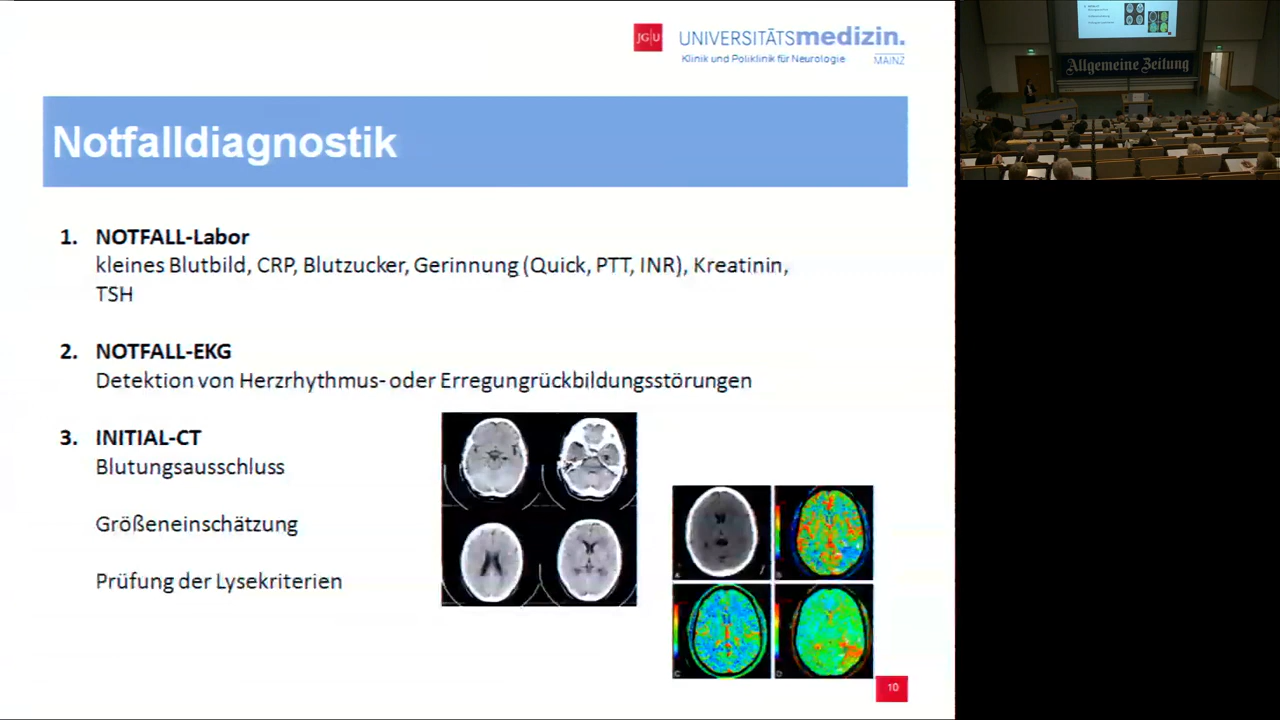 JG|U
UNIVERSITÄTSmedizin.
Klinik und Poliklinik für Neurologie
MAINZ
Notfalldiagnostik
1. NOTFALL-Labor
kleines Blutbild, CRP, Blutzucker, Gerinnung (Quick, PTT, INR), Kreatinin,
TSH
2. NOTFALL-EKG
Detektion von Herzrhythmus- oder Erregungrückbildungsstörungen
3. INITIAL-CT
Blutungsausschluss
Größeneinschätzung
Prüfung der Lysekriterien
10
Allgemeine Zeitung